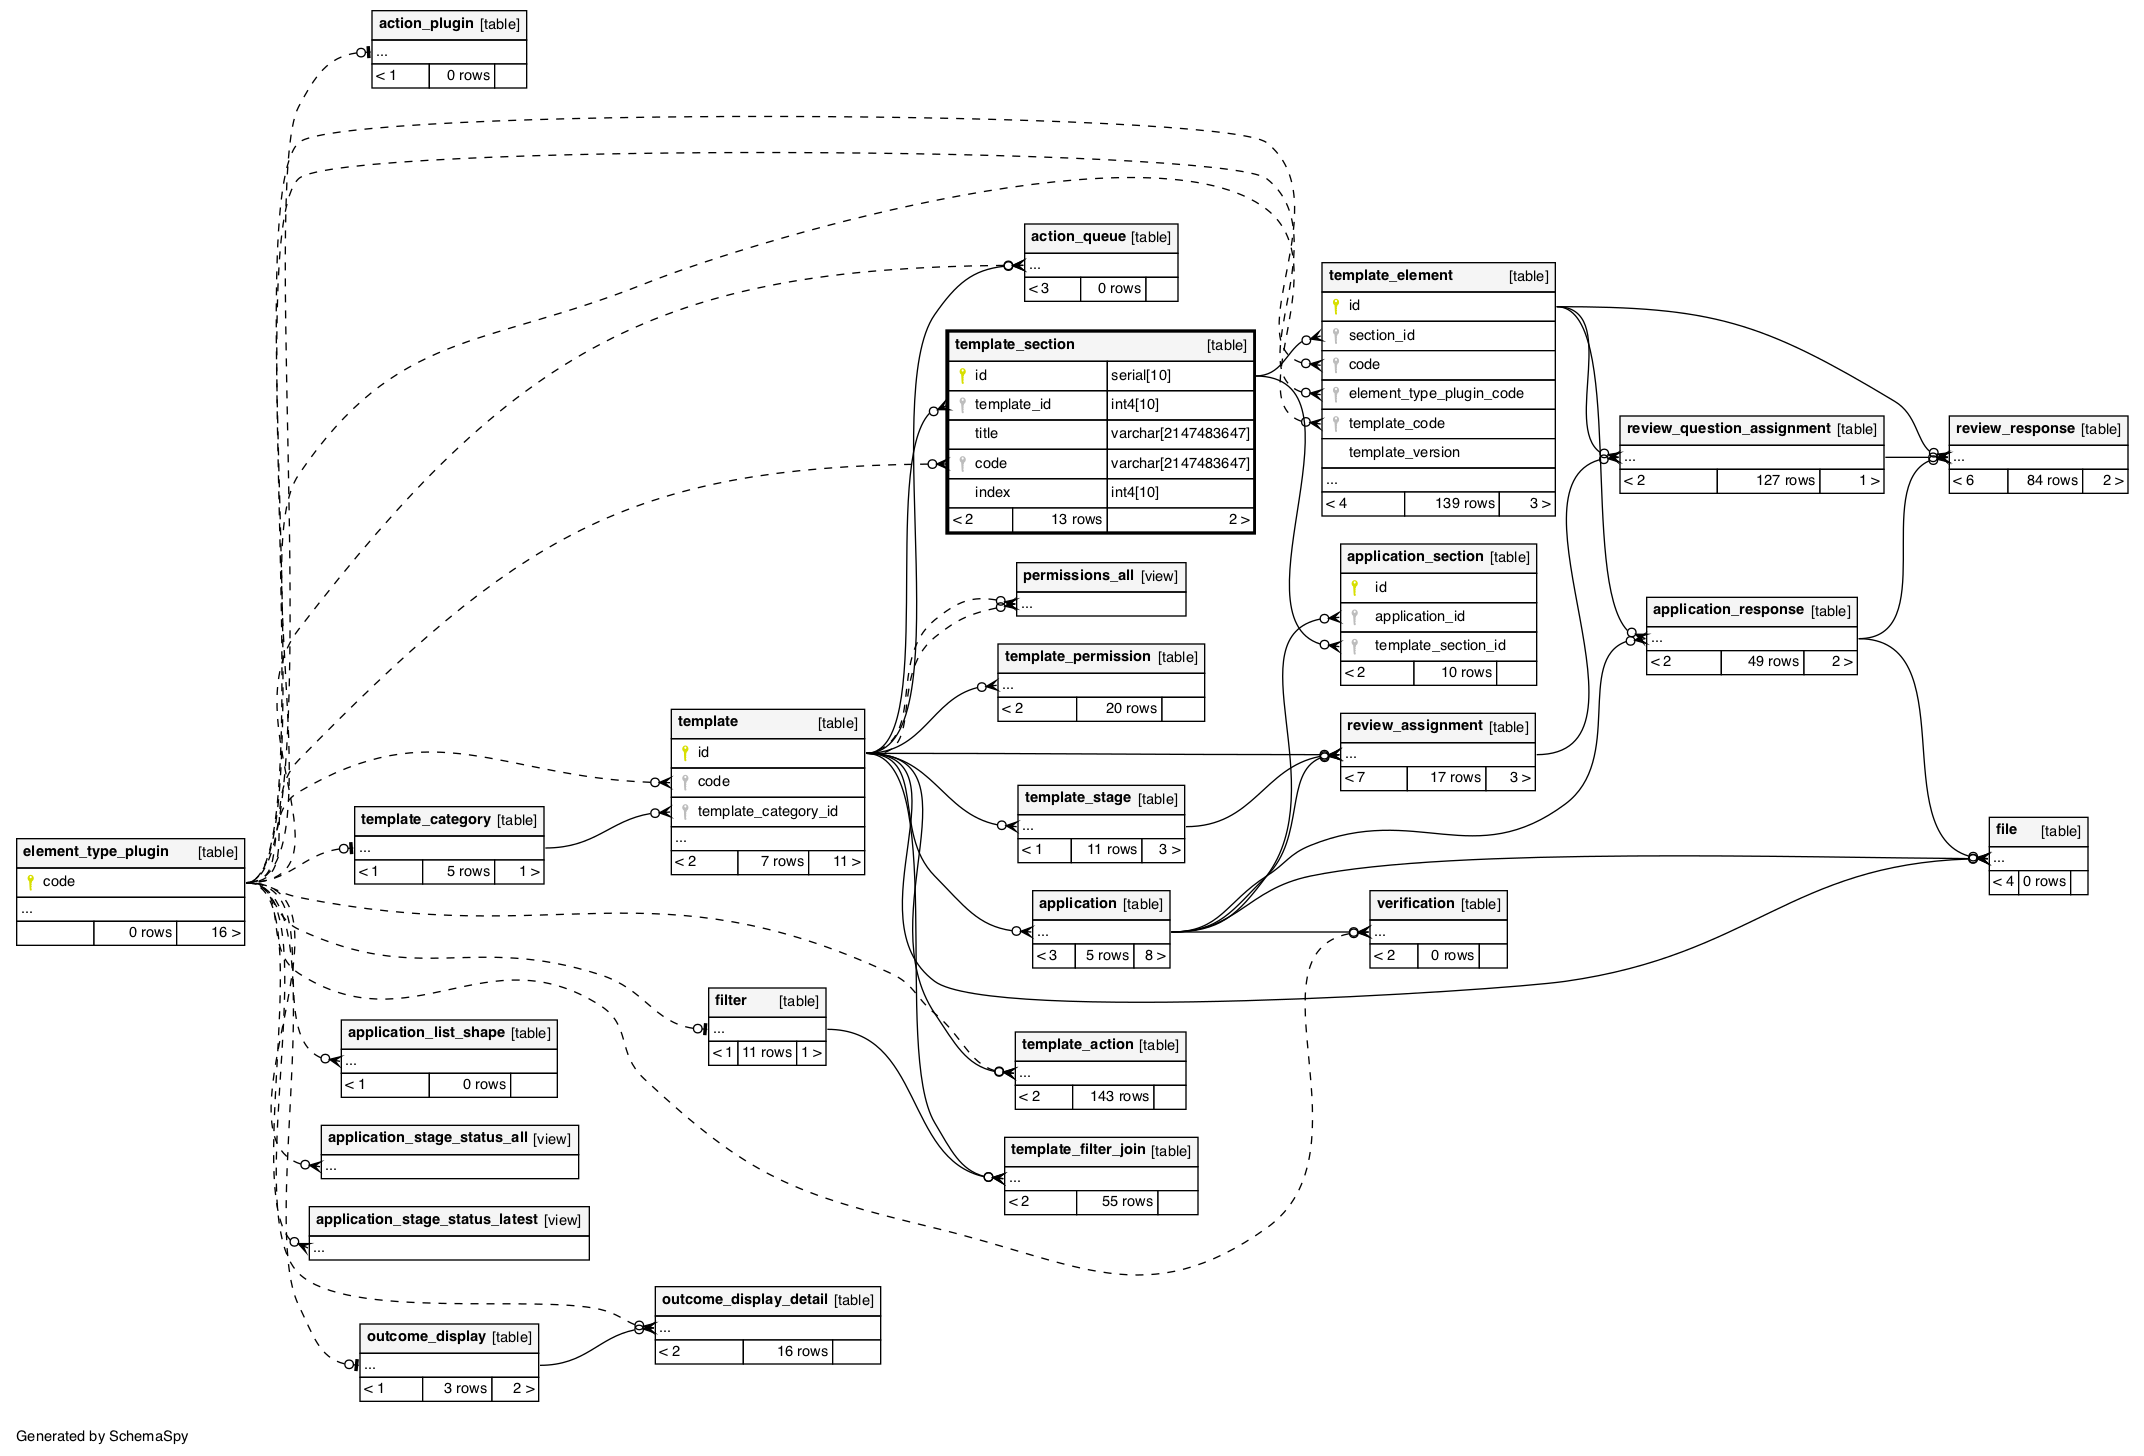 action_plugin [table]
...
< 1 0 rows
action_queue [table]
...
< 3 0 rows
template_section [table]
id serial[10]
template_id int4[10]
title varchar[2147483647]
code varchar[2147483647]
index int4[10]
< 2 13 rows 2 >
template_element [table]
id
section_id
code
element_type_plugin_code
template_code
template_version
...
< 4 139 rows 3 >
review_question_assignment [table]
...
< 2 127 rows 1 >
review_response [table]
...
< 6 84 rows 2 >
permissions_all [view]
...
application_section [table]
id
application_id
template_section_id
< 2 10 rows
application_response [table]
...
< 2 49 rows 2 >
template_permission [table]
...
< 2 20 rows
template [table]
id
code
template_category_id
...
< 2 7 rows 11 >
review_assignment [table]
...
< 7 17 rows 3 >
template_stage [table]
...
< 1 11 rows 3 >
template_category [table]
...
< 1 5 rows 1 >
element_type_plugin [table]
code
...
0 rows 16 >
file [table]
...
< 4 0 rows
application [table]
...
< 3 5 rows 8 >
verification [table]
...
< 2 0 rows
filter [table]
...
< 1 11 rows 1 >
application_list_shape [table]
...
< 1 0 rows
template_action [table]
...
< 2 143 rows
application_stage_status_all [view]
...
template_filter_join [table]
...
< 2 55 rows
application_stage_status_latest [view]
...
outcome_display_detail [table]
...
< 2 16 rows
outcome_display [table]
...
< 1 3 rows 2 >
Generated by SchemaSpy